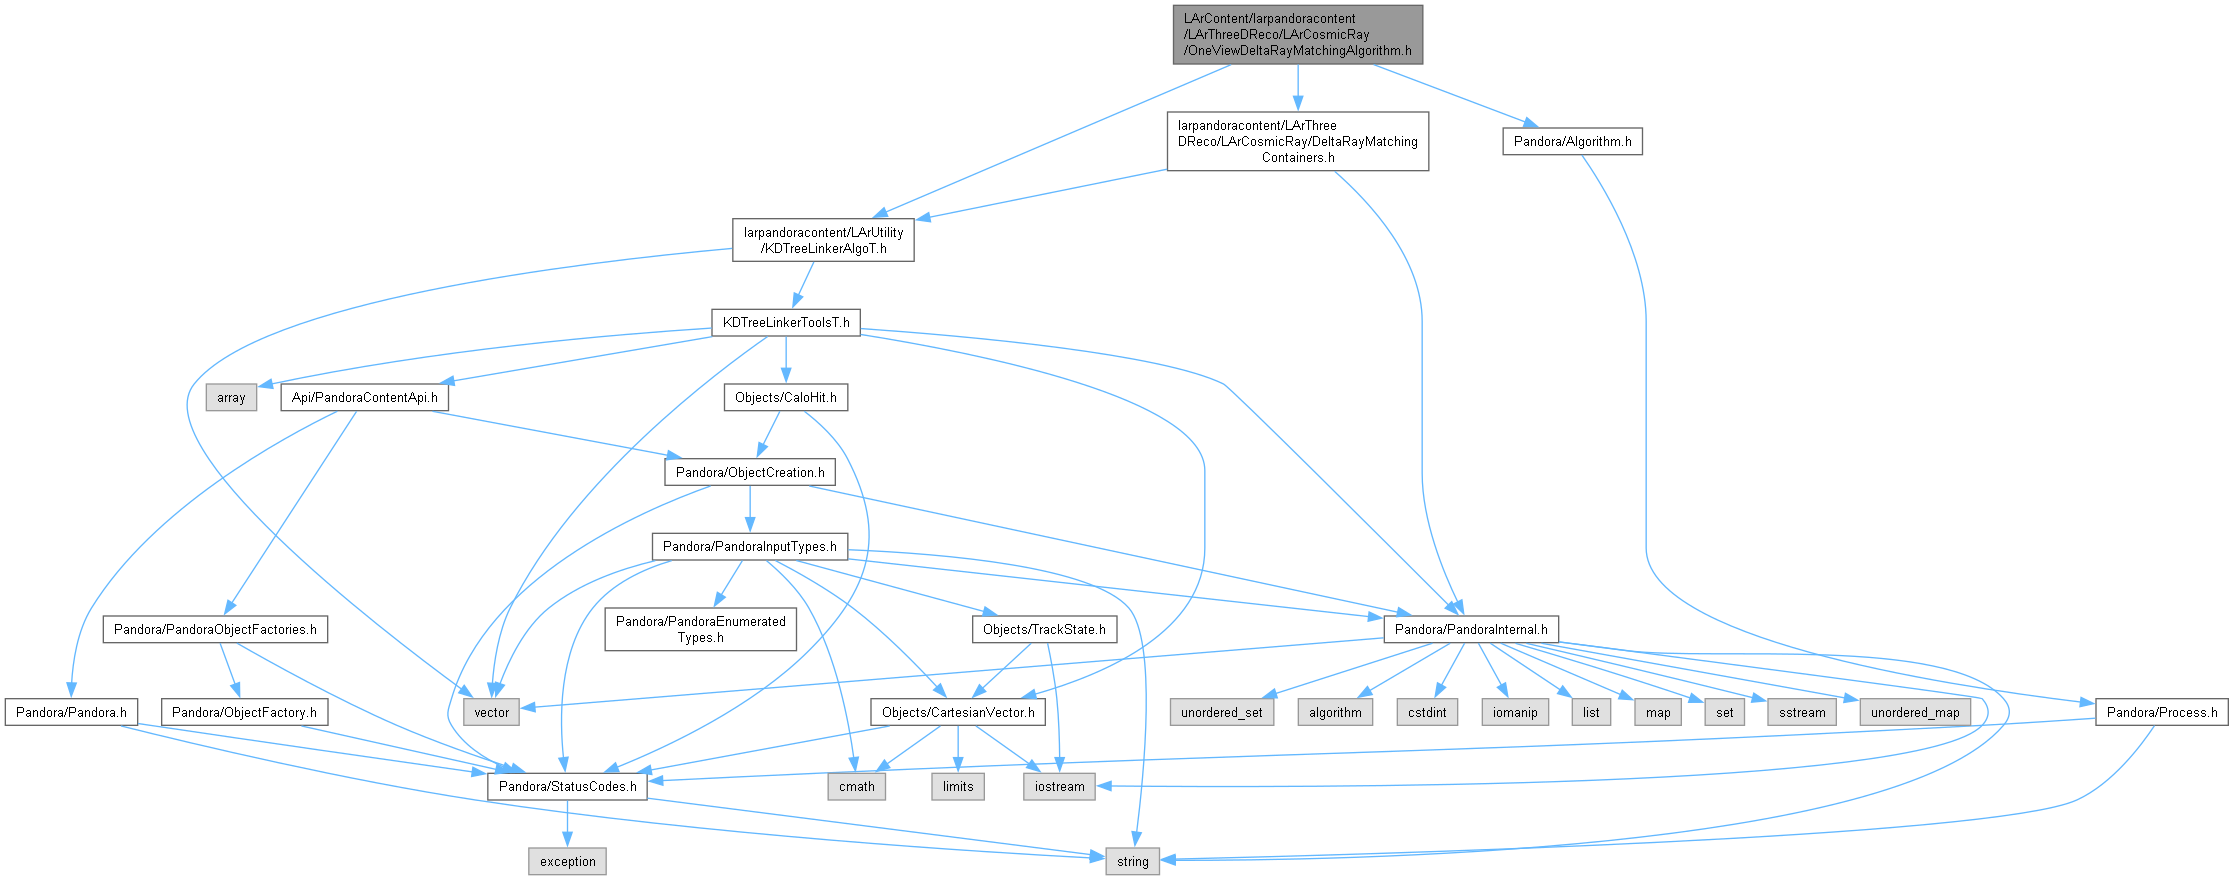 LArContent/larpandoracontent
/LArThreeDReco/LArCosmicRay
/OneViewDeltaRayMatchingAlgorithm.h
larpandoracontent/LArThree
DReco/LArCosmicRay/DeltaRayMatching
Containers.h
Pandora/Algorithm.h
larpandoracontent/LArUtility
/KDTreeLinkerAlgoT.h
KDTreeLinkerToolsT.h
array
Api/PandoraContentApi.h
Objects/CaloHit.h
Pandora/ObjectCreation.h
Pandora/PandoraInputTypes.h
Pandora/PandoraObjectFactories.h
Pandora/PandoraEnumerated
Types.h
Objects/TrackState.h
Pandora/PandoraInternal.h
Pandora/Pandora.h
Pandora/ObjectFactory.h
vector
Objects/CartesianVector.h
unordered_set
algorithm
cstdint
iomanip
list
map
set
sstream
unordered_map
Pandora/Process.h
Pandora/StatusCodes.h
cmath
limits
iostream
exception
string